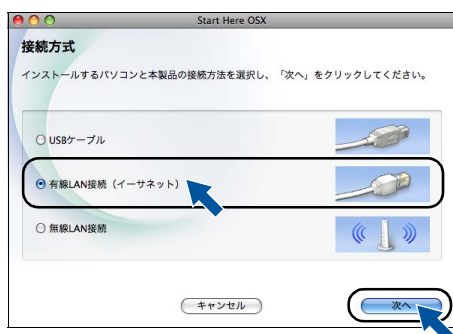 Start Here OSX
接続方式
インストールするパソコンと本製品の接続方法を選択し、「次へ」をクリックしてください。
USBケーブル
有線LAN接続（イーサネット）
無線LAN接続
キャンセル
次へ